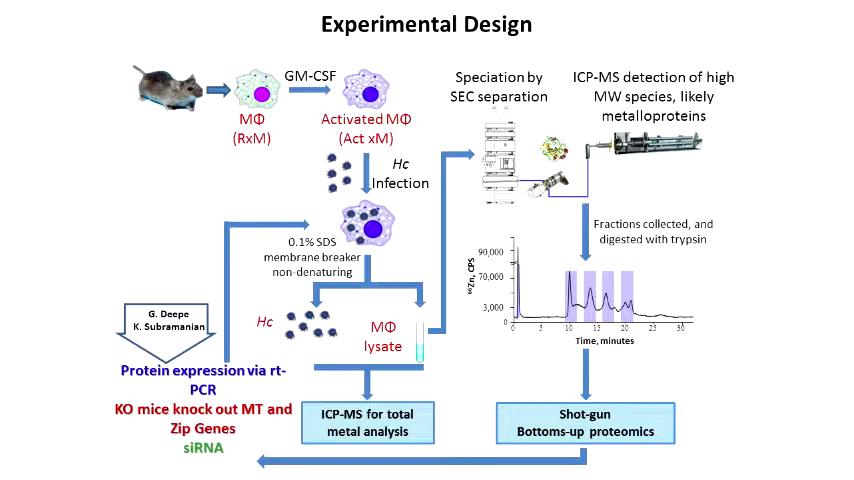 Experimental Design
GM-CSF
MΦ
(RxM)
Activated MΦ
(Act xM)
Hc
Infection
0.1% SDS
membrane breaker
non-denaturing
Hc
MΦ
lysate
ICP-MS for total
metal analysis
G. Deepe
K. Subramanian
Protein expression via rt-
PCR
KO mice knock out MT and
Zip Genes
siRNA
Speciation by
SEC separation
ICP-MS detection of high
MW species, likely
metalloproteins
Fractions collected, and
digested with trypsin
⁶⁶Zn, CPS
90,000
70,000
3,000
0
0 5 10 15 20 25 30
Time, minutes
Shot-gun
Bottoms-up proteomics